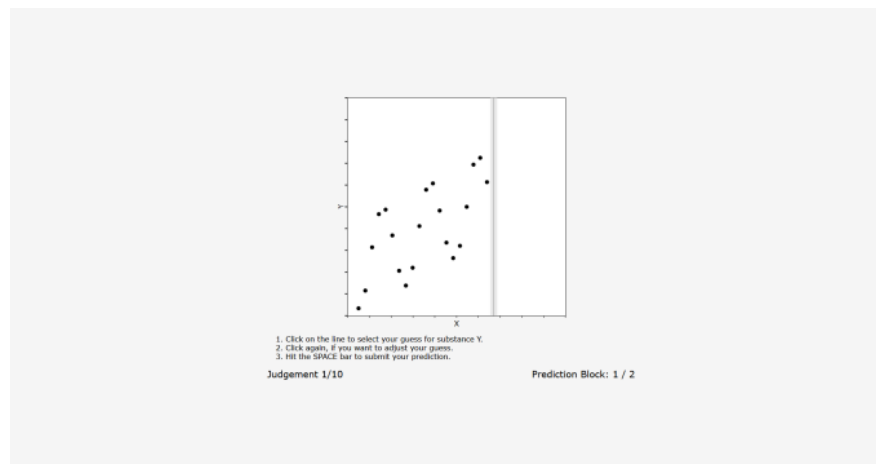 Y
X
1. Click on the line to select your guess for substance Y.
2. Click again, if you want to adjust your guess.
3. Hit the SPACE bar to submit your prediction.
Judgement 1/10
Prediction Block: 1 / 2